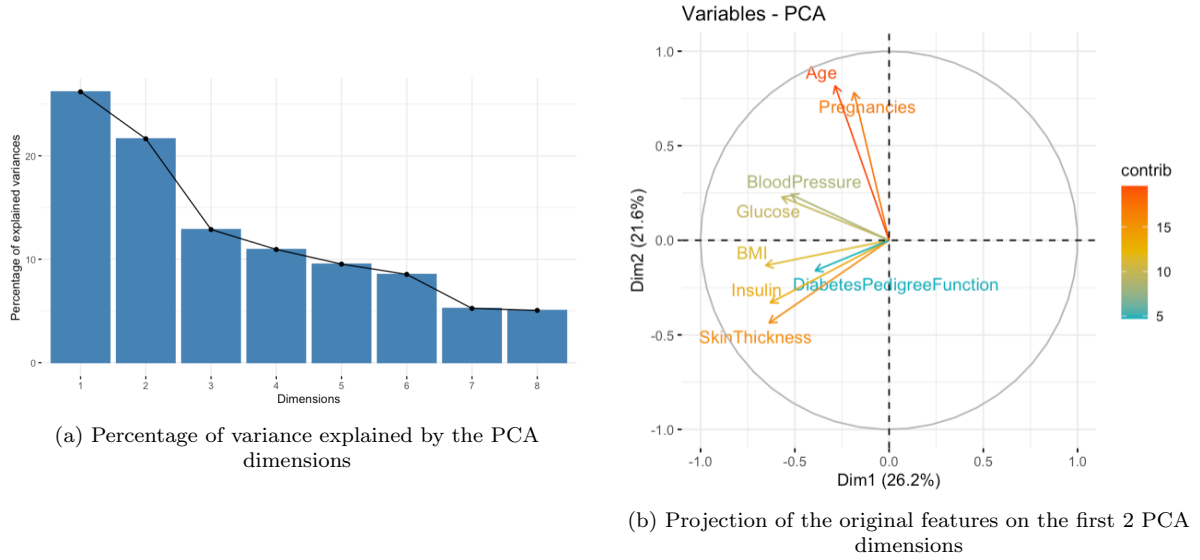 Percentage of explained variances
20
10
0
1 2 3 4 5 6 7 8
Dimensions
(a) Percentage of variance explained by the PCA
dimensions
Variables - PCA
Dim2 (21.6%)
1.0
0.5
0.0
-0.5
-1.0
Age
Pregnancies
BloodPressure
Glucose
BMI
DiabetesPedigreeFunction
Insulin
SkinThickness
-1.0 -0.5 0.0 0.5 1.0
Dim1 (26.2%)
contrib
15
10
5
(b) Projection of the original features on the first 2 PCA
dimensions